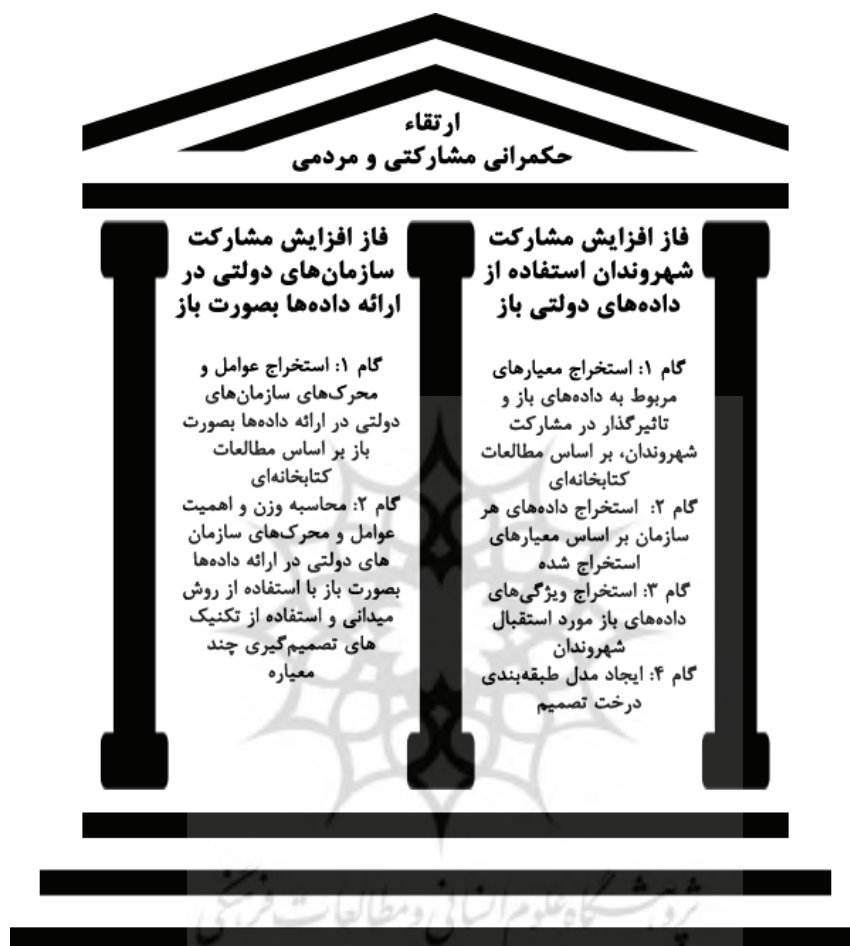 ارتقاء
حکمرانی مشارکتی و مردمی
فاز افزایش مشارکت
شهروندان استفاده از
داده‌های دولتی باز
گام ۱: استخراج معیارهای
مربوط به داده‌های باز و
تاثیرگذار در مشارکت
شهروندان، بر اساس مطالعات
کتابخانه‌ای
گام ۲: استخراج داده‌های هر
سازمان بر اساس معیارهای
استخراج شده
گام ۳: استخراج ویژگی‌های
داده‌های باز مورد استقبال
شهروندان
گام ۴: ایجاد مدل طبقه‌بندی
درخت تصمیم
فاز افزایش مشارکت
سازمان‌های دولتی در
ارائه داده‌ها بصورت باز
گام ۱: استخراج عوامل و
محرک‌های سازمان‌های
دولتی در ارائه داده‌ها بصورت
باز بر اساس مطالعات
کتابخانه‌ای
گام ۲: محاسبه وزن و اهمیت
عوامل و محرک‌های سازمان
های دولتی در ارائه داده‌ها
بصورت باز با استفاده از روش
میدانی و استفاده از تکنیک
های تصمیم‌گیری چند
معیاره
پژوهشگاه علوم انسانی و مطالعات فرهنگی